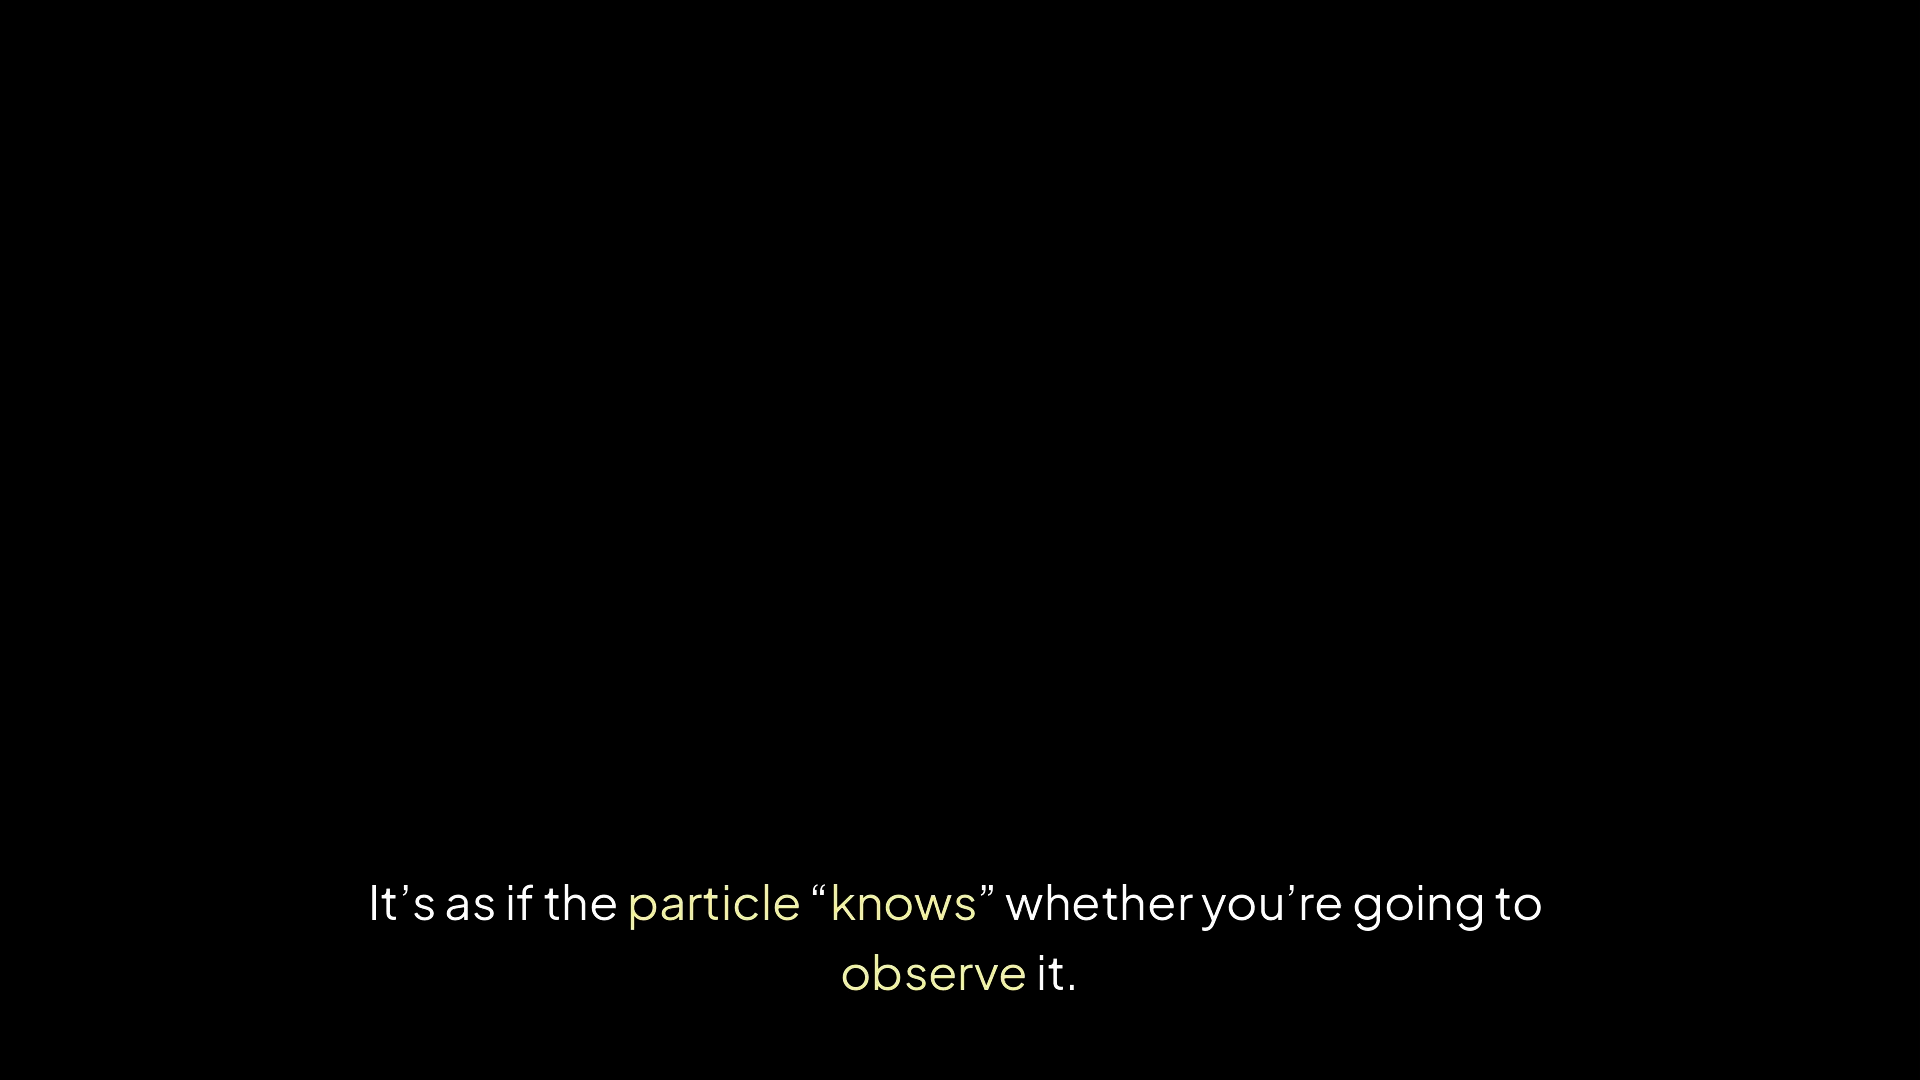 It’s as if the particle “knows” whether you’re going to
observe it.